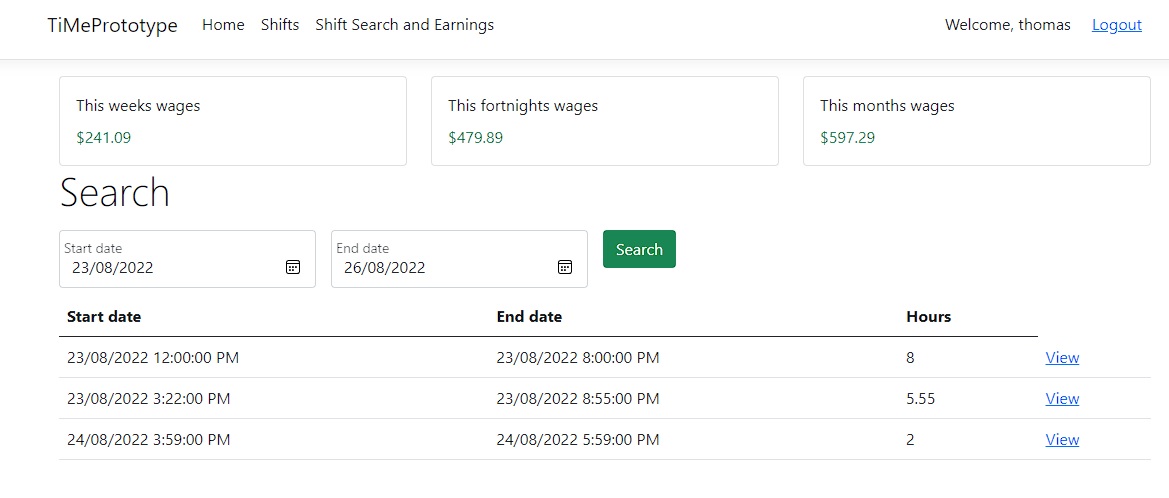 TiMePrototype Home Shifts Shift Search and Earnings Welcome, thomas Logout
This weeks wages This fortnights wages This months wages
$241.09 $479.89 $597.29
Search
Start date End date Search
23/08/2022 26/08/2022
Start date End date Hours
23/08/2022 12:00:00 PM 23/08/2022 8:00:00 PM 8 View
23/08/2022 3:22:00 PM 23/08/2022 8:55:00 PM 5.55 View
24/08/2022 3:59:00 PM 24/08/2022 5:59:00 PM 2 View